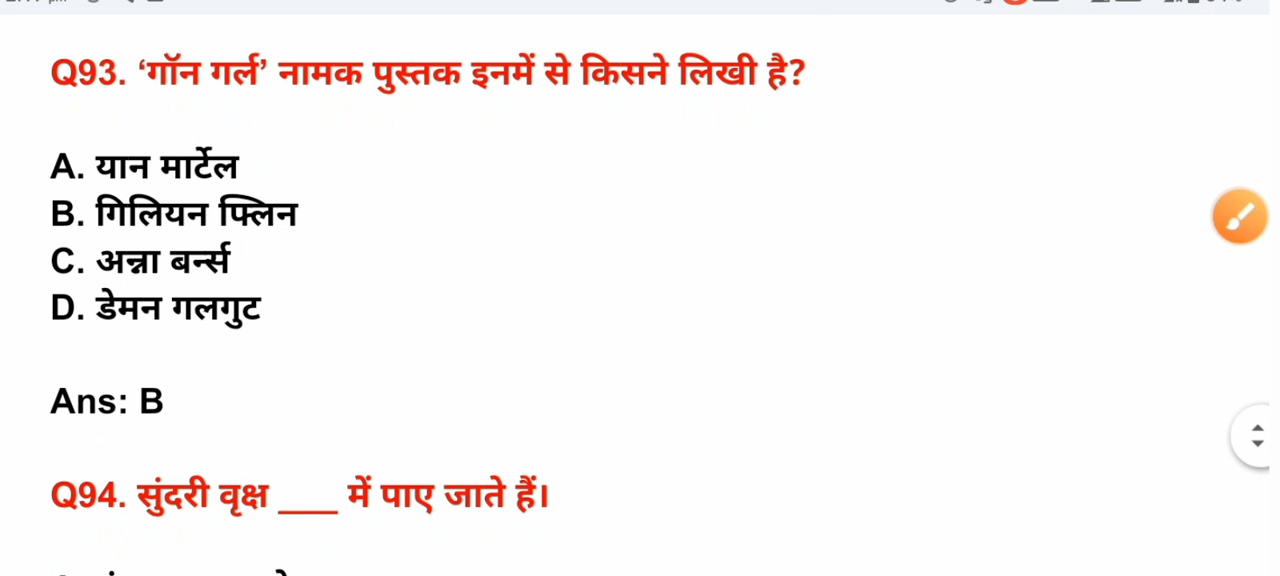 Q93. ‘गॉन गर्ल’ नामक पुस्तक इनमें से किसने लिखी है?
A. यान मार्टेल
B. गिलियन फ्लिन
C. अन्ना बर्न्स
D. डेमन गलगुट
Ans: B
Q94. सुंदरी वृक्ष ___ में पाए जाते हैं।